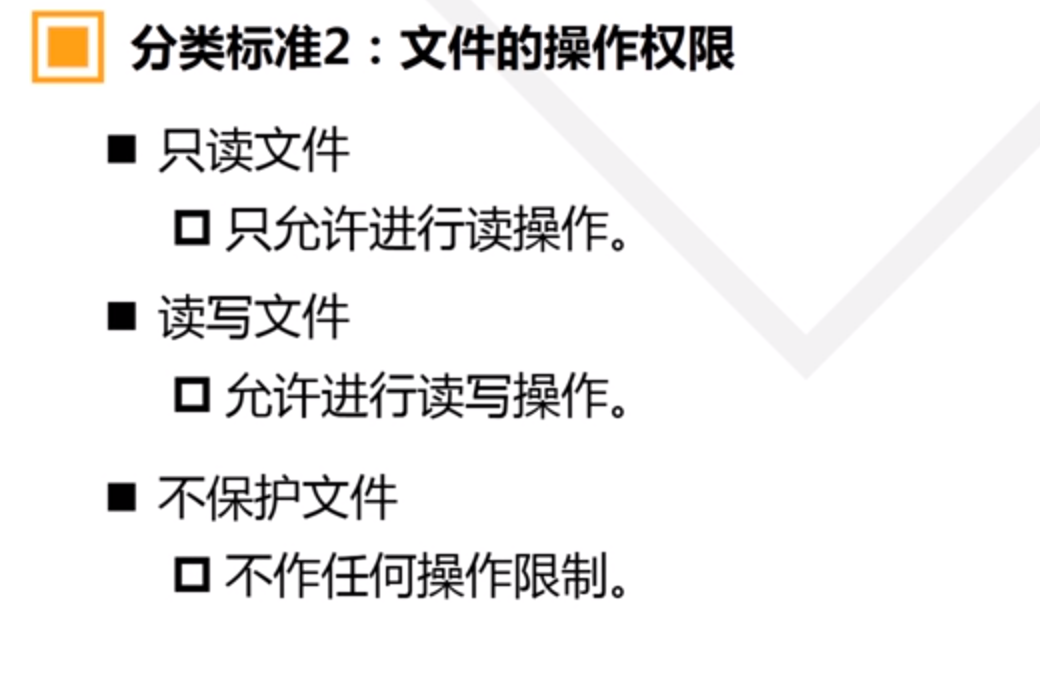 分类标准2：文件的操作权限
只读文件
只允许进行读操作。
读写文件
允许进行读写操作。
不保护文件
不作任何操作限制。